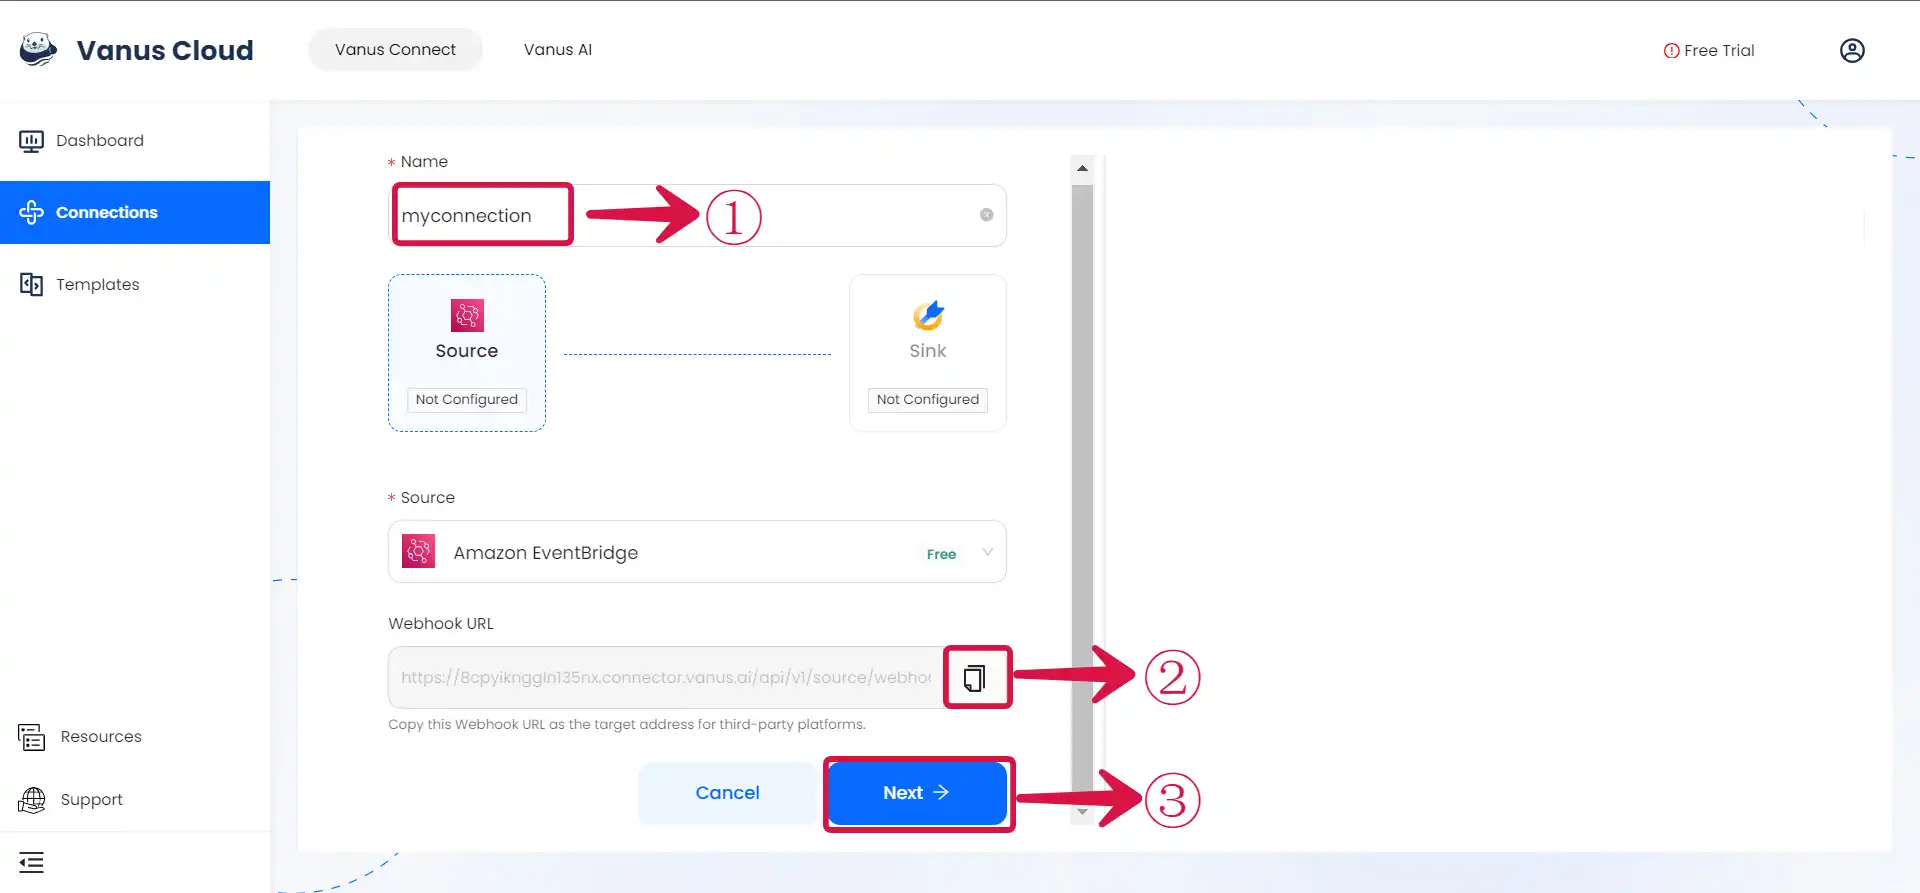 Vanus Cloud
Vanus Connect
Vanus AI
Free Trial
Dashboard
Connections
Templates
Resources
Support
* Name
myconnection
①
Source
Not Configured
Sink
Not Configured
* Source
Amazon EventBridge
Free
Webhook URL
https://8cpyiknggln135nx.connector.vanus.ai/api/v1/source/webho
②
Copy this Webhook URL as the target address for third-party platforms.
Cancel
Next →
③